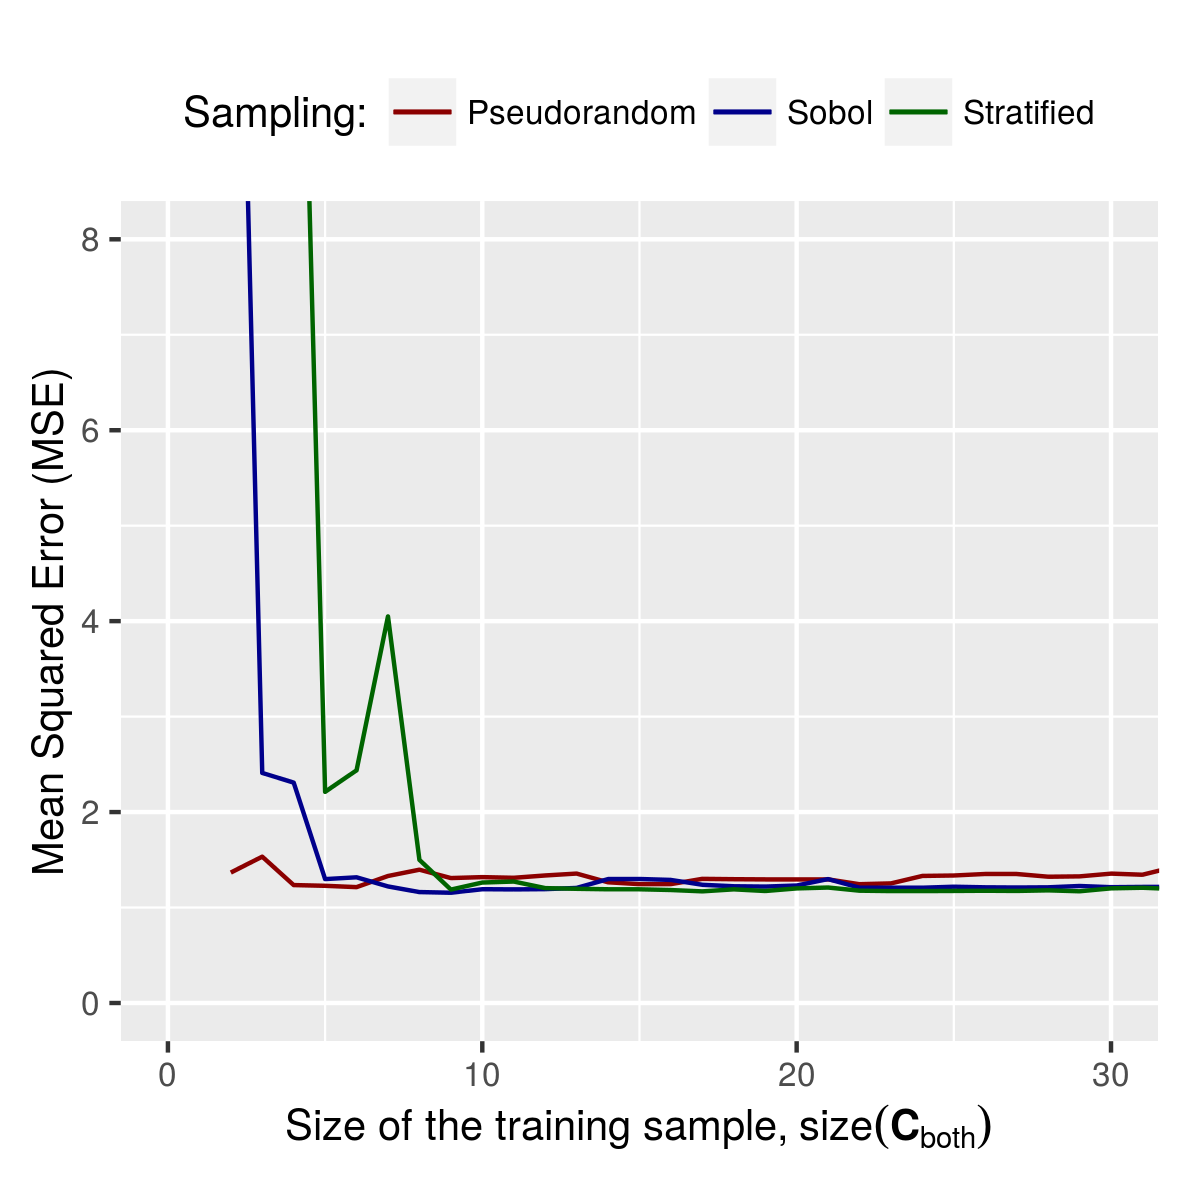 Sampling: Pseudorandom Sobol Stratified
8
6
4
2
0
Mean Squared Error (MSE)
0 10 20 30
Size of the training sample, size(C_both)